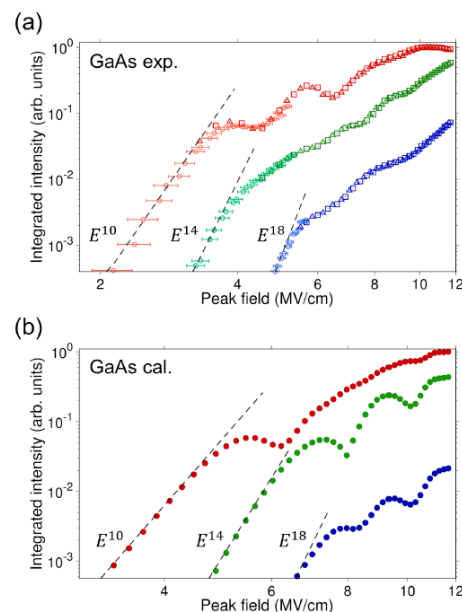 (a)
GaAs exp.
Integrated intensity (arb. units)
10^0
10^-1
10^-2
10^-3
E^10
E^14
E^18
2
4
6
8
10
12
Peak field (MV/cm)
(b)
GaAs cal.
Integrated intensity (arb. units)
10^0
10^-1
10^-2
10^-3
E^10
E^14
E^18
4
6
8
10
12
Peak field (MV/cm)